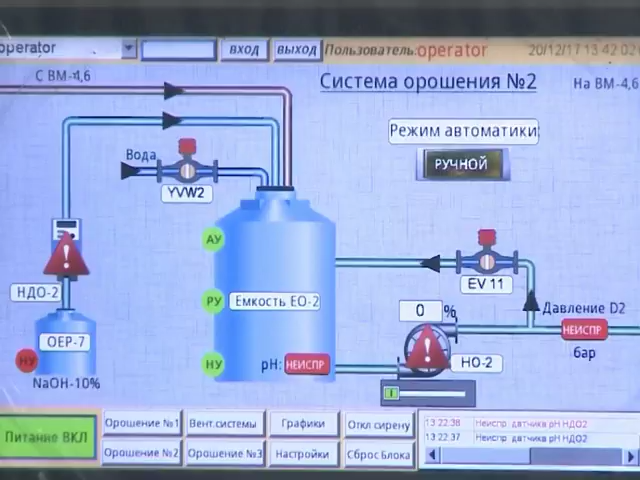 operator вход выход Пользователь:operator 20/12/17 13:42:02
С ВМ-4,6
Система орошения №2
На ВМ-4,6
Режим автоматики:
РУЧНОЙ
Вода
YVW2
АУ
НДО-2
РУ
Емкость ЕО-2
EV 11
0 %
Давление D2
НЕИСПР
бар
ОЕР-7
НУ
НУ
рН: НЕИСПР
НО-2
NaOH-10%
Питание ВКЛ
Орошение №1 Вент.системы Графики Откл сирену
Орошение №2 Орошение №3 Настройки Сброс Блока
13:22:38 Неиспр. датчика рН НДО2
13:22:37 Неиспр. датчика рН НДО2